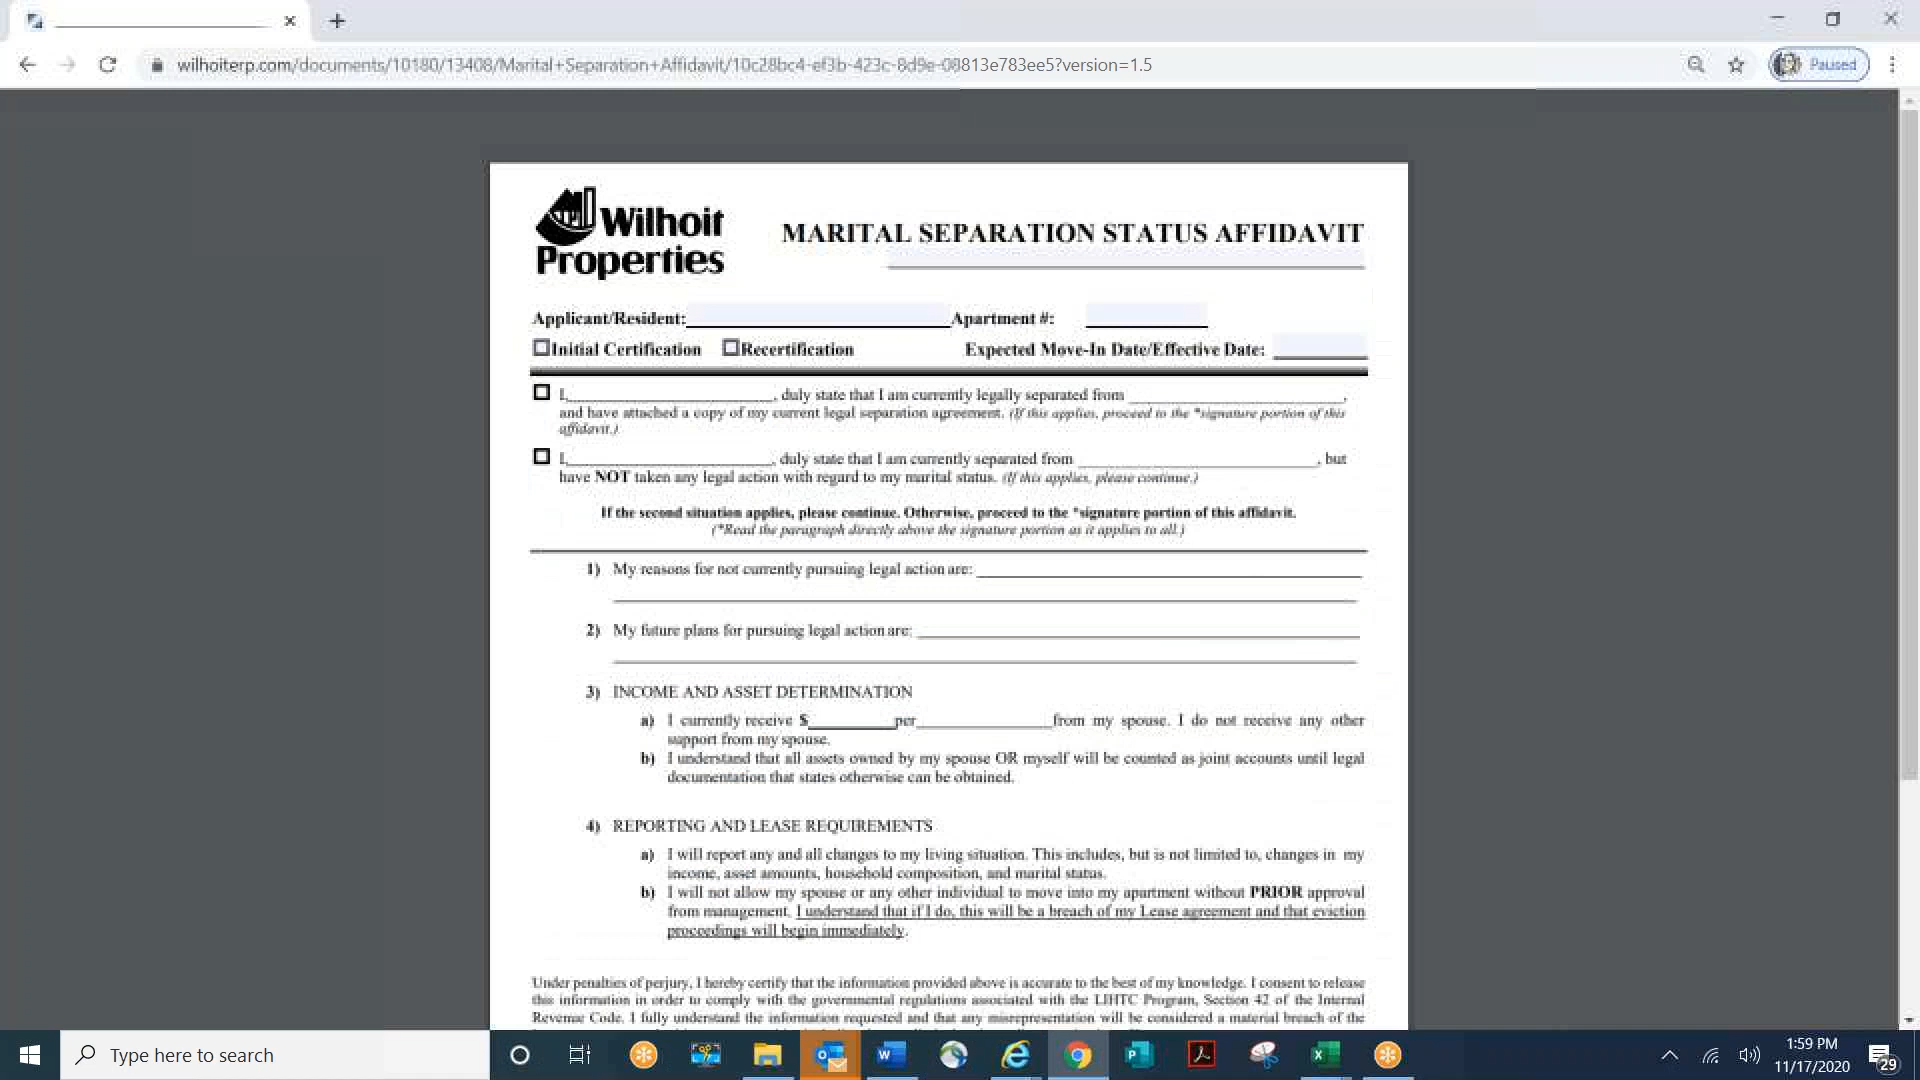 wilhoiterp.com/documents/10180/13408/Marital+Separation+Affidavit/10c28bc4-ef3b-423c-8d9e-08813e783ee5?version=1.5
Paused
Wilhoit
Properties
MARITAL SEPARATION STATUS AFFIDAVIT
Applicant/Resident: Apartment #:
Initial Certification Recertification Expected Move-In Date/Effective Date:
I, , duly state that I am currently legally separated from ,
and have attached a copy of my current legal separation agreement. (If this applies, proceed to the *signature portion of this
affidavit.)
I, , duly state that I am currently separated from , but
have NOT taken any legal action with regard to my marital status. (If this applies, please continue.)
If the second situation applies, please continue. Otherwise, proceed to the *signature portion of this affidavit.
(*Read the paragraph directly above the signature portion as it applies to all.)
1) My reasons for not currently pursuing legal action are:
2) My future plans for pursuing legal action are:
3) INCOME AND ASSET DETERMINATION
a) I currently receive $ per from my spouse. I do not receive any other
support from my spouse.
b) I understand that all assets owned by my spouse OR myself will be counted as joint accounts until legal
documentation that states otherwise can be obtained.
4) REPORTING AND LEASE REQUIREMENTS
a) I will report any and all changes to my living situation. This includes, but is not limited to, changes in my
income, asset amounts, household composition, and marital status.
b) I will not allow my spouse or any other individual to move into my apartment without PRIOR approval
from management. I understand that if I do, this will be a breach of my Lease agreement and that eviction
proceedings will begin immediately.
Under penalties of perjury, I hereby certify that the information provided above is accurate to the best of my knowledge. I consent to release
this information in order to comply with the governmental regulations associated with the LIHTC Program, Section 42 of the Internal
Revenue Code. I fully understand the information requested and that any misrepresentation will be considered a material breach of the
Type here to search
1:59 PM
11/17/2020
29